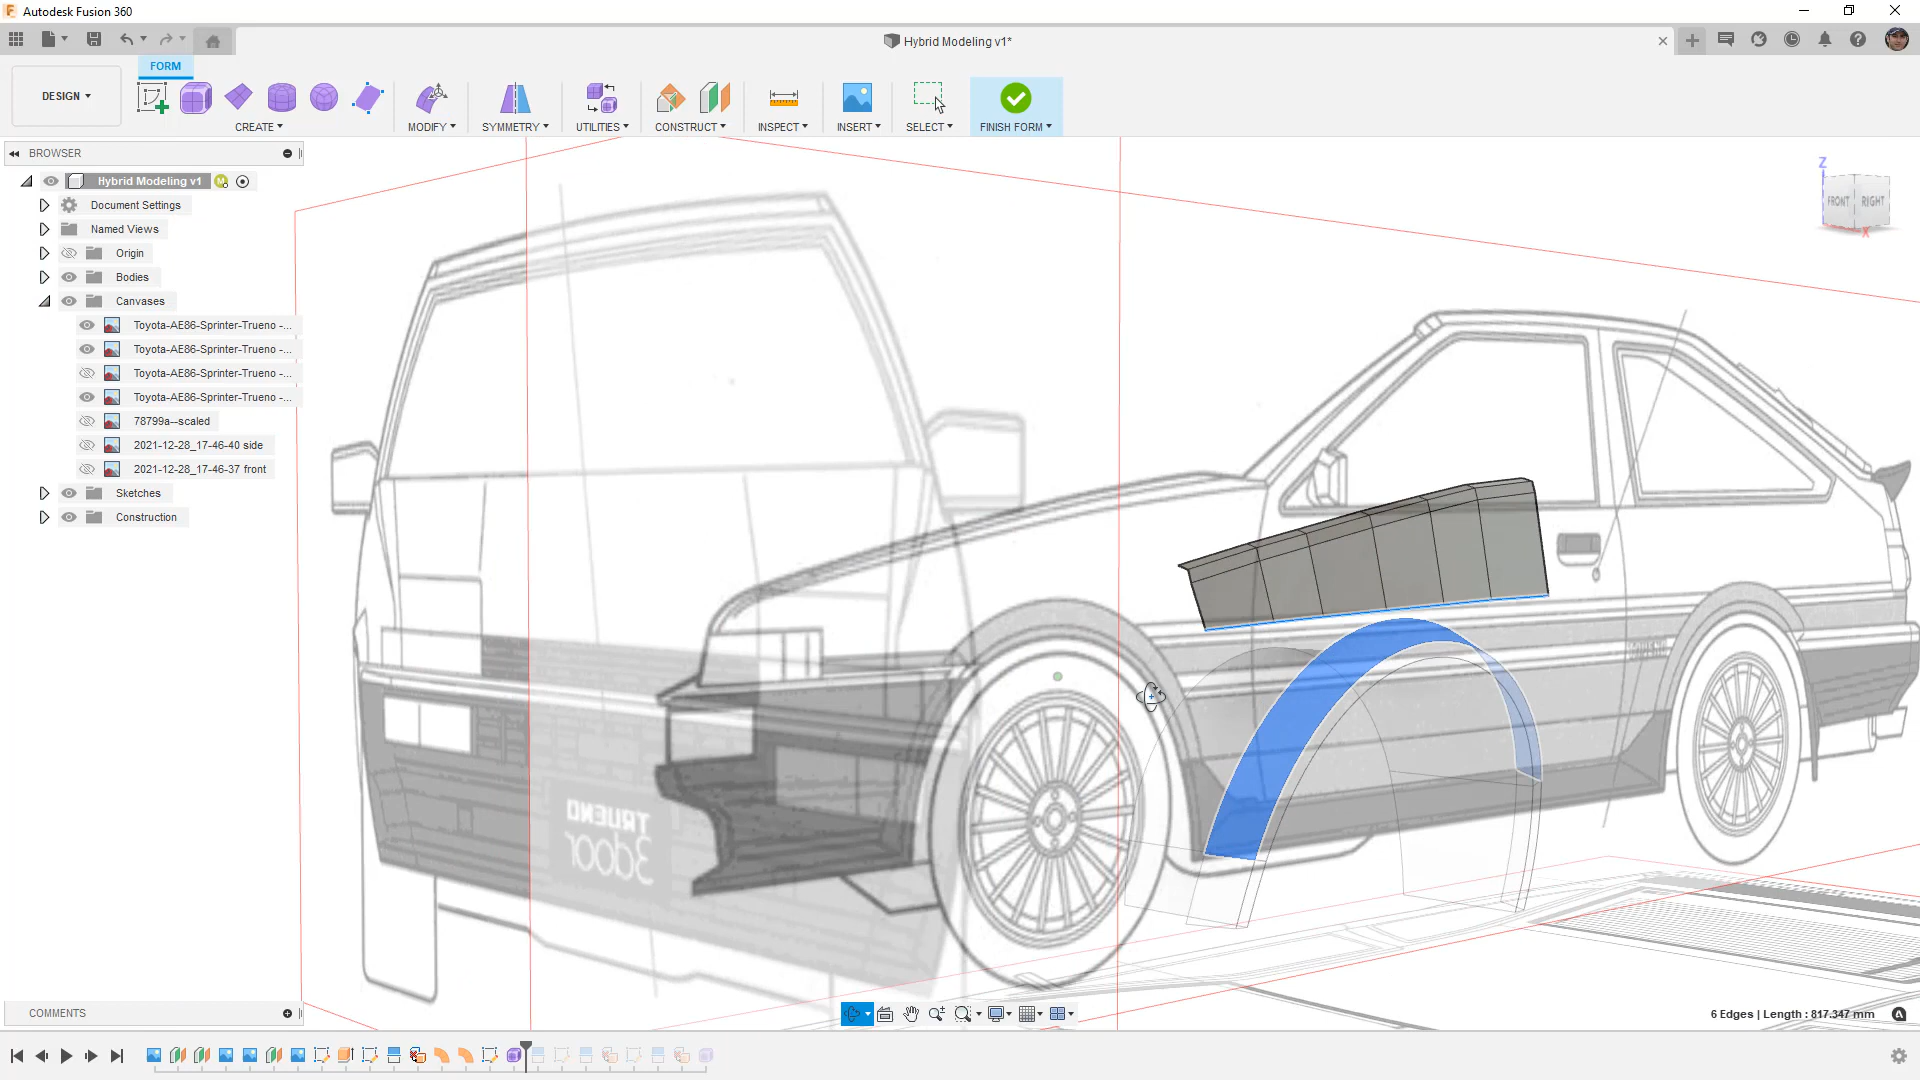 Autodesk Fusion 360
Hybrid Modeling v1*
FORM
DESIGN
CREATE
MODIFY
SYMMETRY
UTILITIES
CONSTRUCT
INSPECT
INSERT
SELECT
FINISH FORM
BROWSER
Hybrid Modeling v1
Document Settings
Named Views
Origin
Bodies
Canvases
Toyota-AE86-Sprinter-Trueno -...
Toyota-AE86-Sprinter-Trueno -...
Toyota-AE86-Sprinter-Trueno -...
Toyota-AE86-Sprinter-Trueno -...
78799a--scaled
2021-12-28_17-46-40 side
2021-12-28_17-46-37 front
Sketches
Construction
Z
FRONT
RIGHT
X
TRUENO
3door
COMMENTS
6 Edges | Length : 817.347 mm